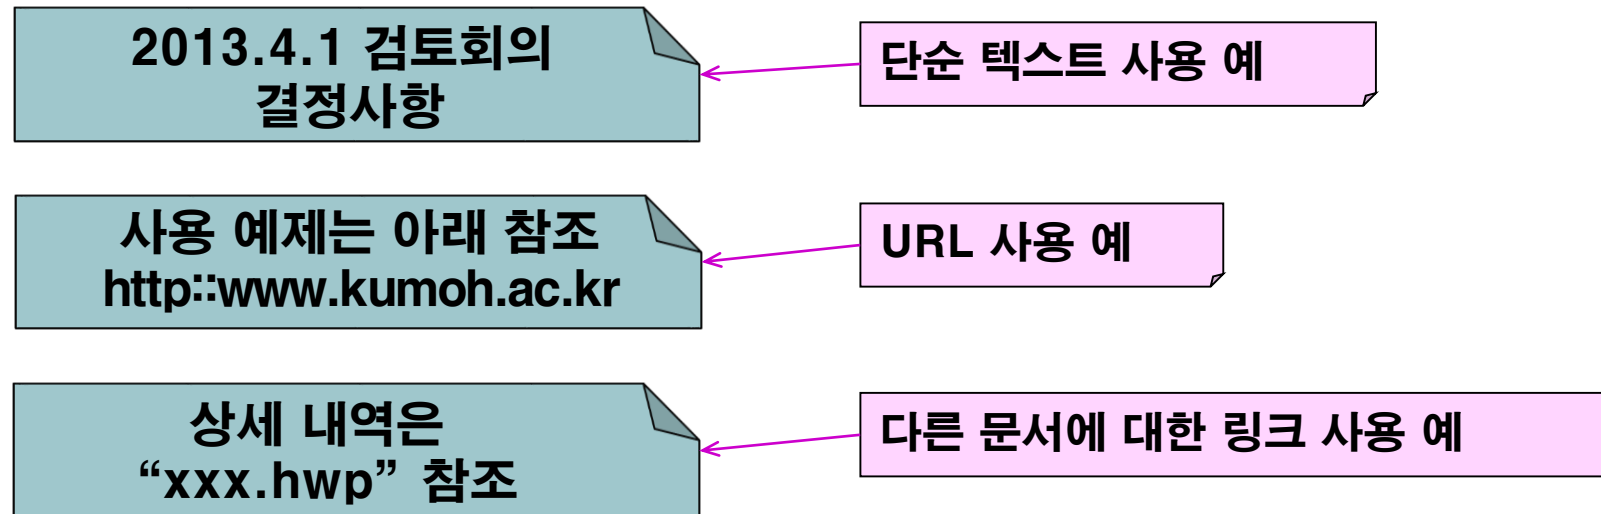 2013.4.1 검토회의
결정사항
단순 텍스트 사용 예
사용 예제는 아래 참조
http::www.kumoh.ac.kr
URL 사용 예
상세 내역은
“xxx.hwp” 참조
다른 문서에 대한 링크 사용 예